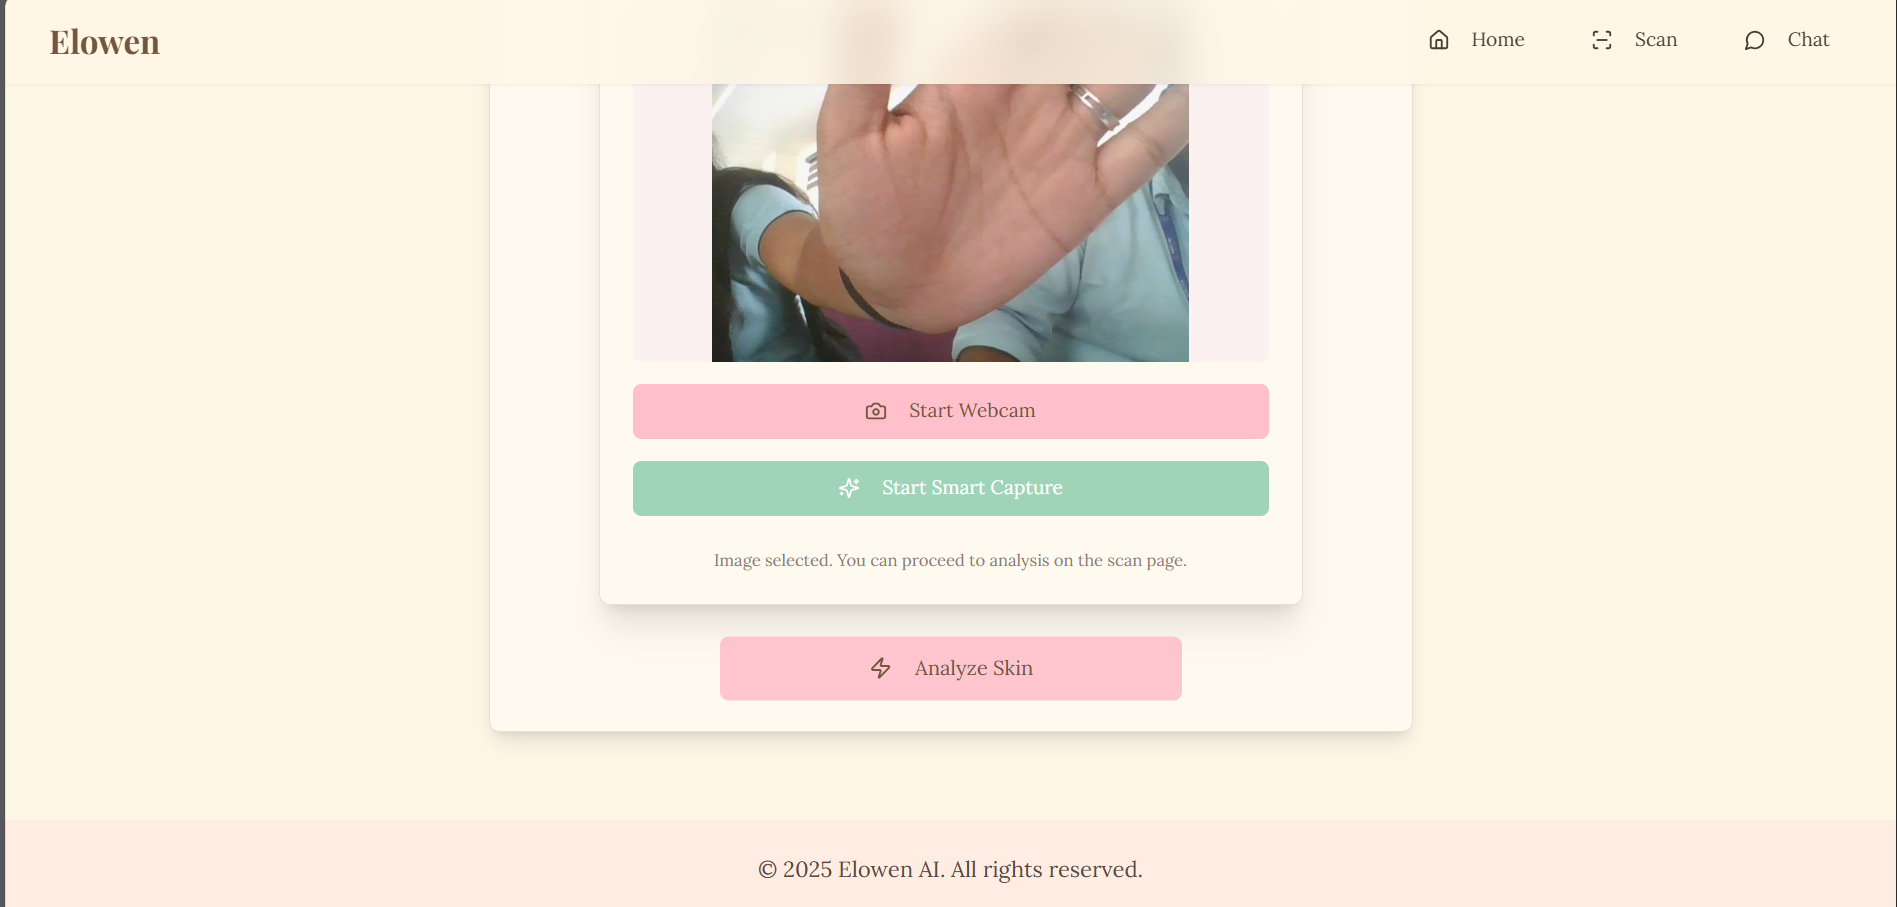 Elowen
Home
Scan
Chat
Start Webcam
Start Smart Capture
Image selected. You can proceed to analysis on the scan page.
Analyze Skin
© 2025 Elowen AI. All rights reserved.